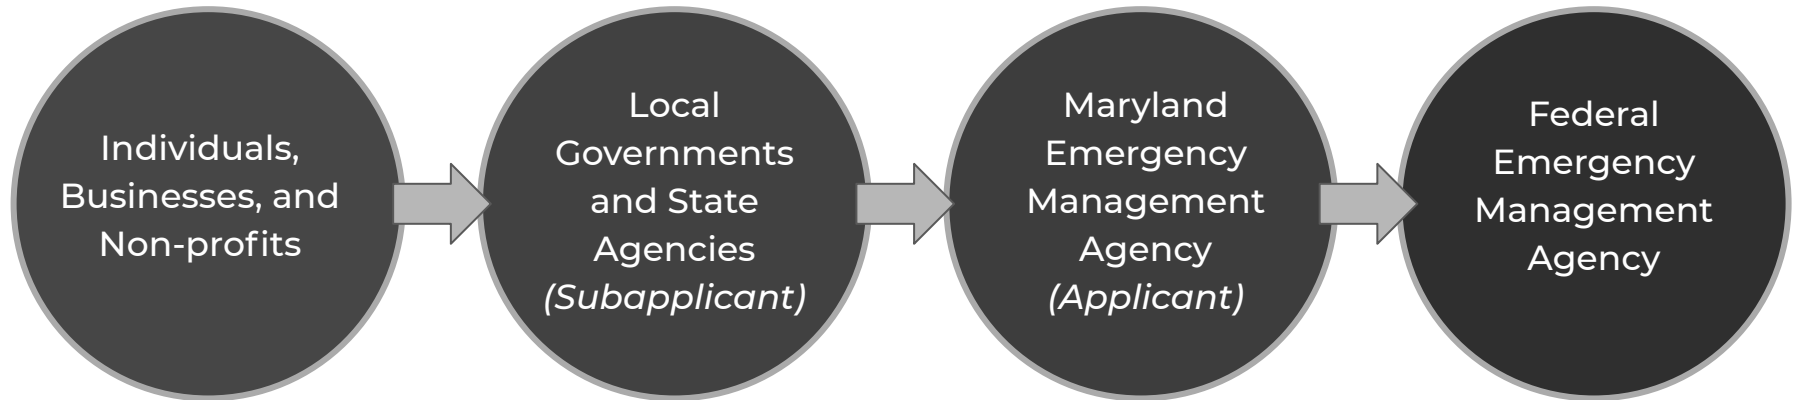 Individuals,
Businesses, and
Non-profits
Local
Governments
and State
Agencies
(Subapplicant)
Maryland
Emergency
Management
Agency
(Applicant)
Federal
Emergency
Management
Agency